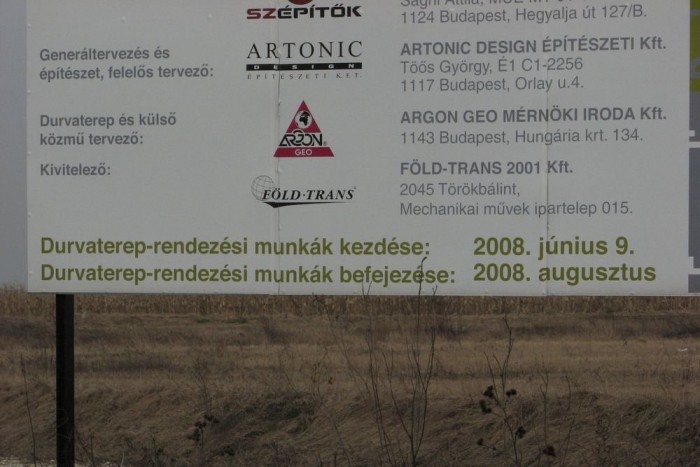 SZÉPÍTŐK
1124 Budapest, Hegyalja út 127/B.
Generáltervezés és
építészet, felelős tervező:
ARTONIC
DESIGN
ÉPÍTÉSZETI KFT.
ARTONIC DESIGN ÉPÍTÉSZETI Kft.
Töős György, É1 C1-2256
1117 Budapest, Orlay u.4.
Durvaterep és külső
közmű tervező:
ARGON
GEO
ARGON GEO MÉRNÖKI IRODA Kft.
1143 Budapest, Hungária krt. 134.
Kivitelező:
FÖLD-TRANS
FÖLD-TRANS 2001 Kft.
2045 Törökbálint,
Mechanikai művek ipartelep 015.
Durvaterep-rendezési munkák kezdése: 2008. június 9.
Durvaterep-rendezési munkák befejezése: 2008. augusztus